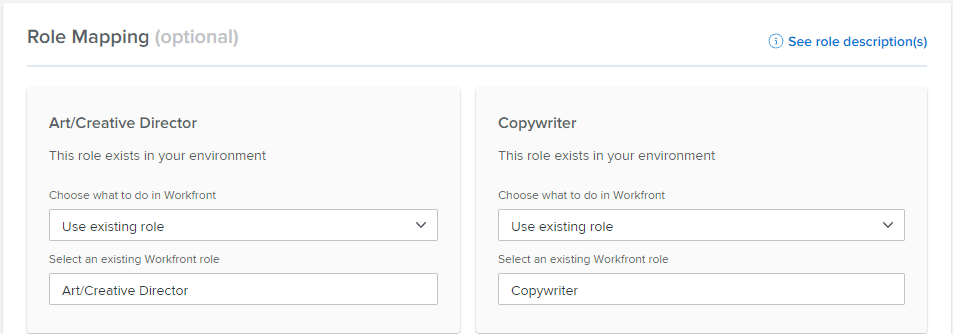 Role Mapping (optional)
See role description(s)
Art/Creative Director
This role exists in your environment
Choose what to do in Workfront
Use existing role
Select an existing Workfront role
Art/Creative Director
Copywriter
This role exists in your environment
Choose what to do in Workfront
Use existing role
Select an existing Workfront role
Copywriter